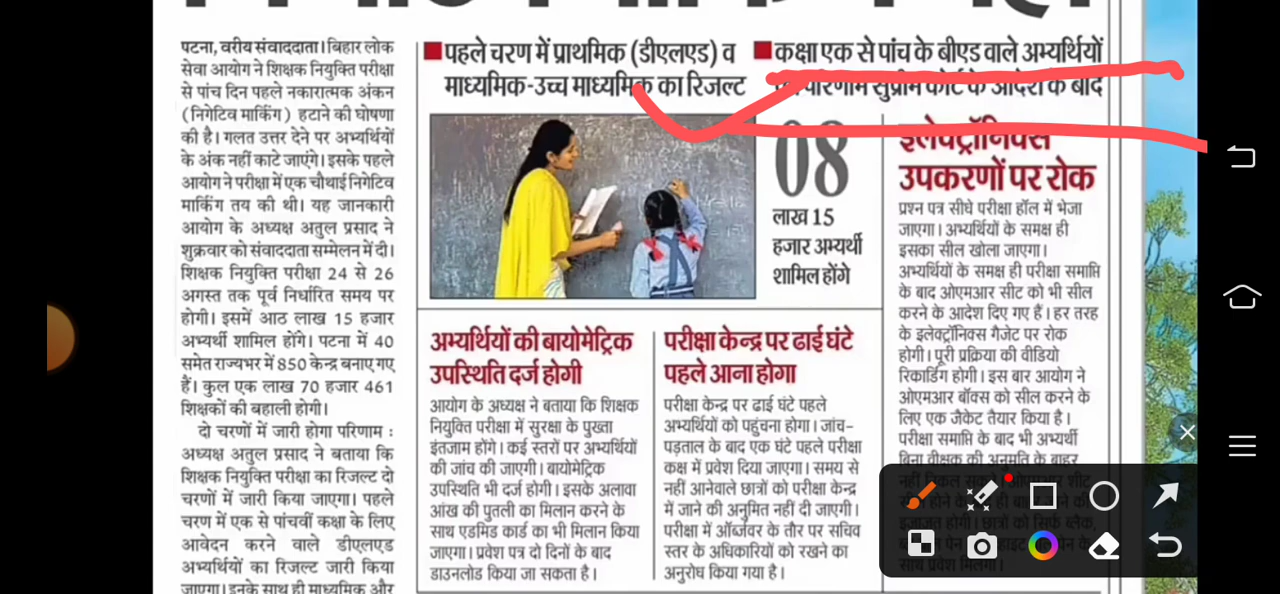 पटना, वरीय संवाददाता। बिहार लोक
सेवा आयोग ने शिक्षक नियुक्ति परीक्षा
से पांच दिन पहले नकारात्मक अंकन
(निगेटिव मार्किंग) हटाने की घोषणा
की है। गलत उत्तर देने पर अभ्यर्थियों
के अंक नहीं काटे जाएंगे। इसके पहले
आयोग ने परीक्षा में एक चौथाई निगेटिव
मार्किंग तय की थी। यह जानकारी
आयोग के अध्यक्ष अतुल प्रसाद ने
शुक्रवार को संवाददाता सम्मेलन में दी।
शिक्षक नियुक्ति परीक्षा 24 से 26
अगस्त तक पूर्व निर्धारित समय पर
होगी। इसमें आठ लाख 15 हजार
अभ्यर्थी शामिल होंगे। पटना में 40
समेत राज्यभर में 850 केन्द्र बनाए गए
हैं। कुल एक लाख 70 हजार 461
शिक्षकों की बहाली होगी।
दो चरणों में जारी होगा परिणाम :
अध्यक्ष अतुल प्रसाद ने बताया कि
शिक्षक नियुक्ति परीक्षा का रिजल्ट दो
चरणों में जारी किया जाएगा। पहले
चरण में एक से पांचवीं कक्षा के लिए
आवेदन करने वाले डीएलएड
अभ्यर्थियों का रिजल्ट जारी किया
जाएगा। इनके साथ ही माध्यमिक और
पहले चरण में प्राथमिक (डीएलएड) व
माध्यमिक-उच्च माध्यमिक का रिजल्ट
कक्षा एक से पांच के बीएड वाले अभ्यर्थियों
का परिणाम सुप्रीम कोर्ट के आदेश के बाद
08
लाख 15
हजार अभ्यर्थी
शामिल होंगे
अभ्यर्थियों की बायोमेट्रिक
उपस्थिति दर्ज होगी
आयोग के अध्यक्ष ने बताया कि शिक्षक
नियुक्ति परीक्षा में सुरक्षा के पुख्ता
इंतजाम होंगे। कई स्तरों पर अभ्यर्थियों
की जांच की जाएगी। बायोमेट्रिक
उपस्थिति भी दर्ज होगी। इसके अलावा
आंख की पुतली का मिलान करने के
साथ एडमिड कार्ड का भी मिलान किया
जाएगा। प्रवेश पत्र दो दिनों के बाद
डाउनलोड किया जा सकता है।
परीक्षा केन्द्र पर ढाई घंटे
पहले आना होगा
परीक्षा केन्द्र पर ढाई घंटे पहले
अभ्यर्थियों को पहुंचना होगा। जांच-
पड़ताल के बाद एक घंटे पहले परीक्षा
कक्ष में प्रवेश दिया जाएगा। समय से
नहीं आनेवाले छात्रों को परीक्षा केन्द्र
में जाने की अनुमित नहीं दी जाएगी।
परीक्षा में ऑब्जेवर के तौर पर सचिव
स्तर के अधिकारियों को रखने का
अनुरोध किया गया है।
इलेक्ट्रॉनिक्स
उपकरणों पर रोक
प्रश्न पत्र सीधे परीक्षा हॉल में भेजा
जाएगा। अभ्यर्थियों के समक्ष ही
इसका सील खोला जाएगा।
अभ्यर्थियों के समक्ष ही परीक्षा समाप्ति
के बाद ओएमआर सीट को भी सील
करने के आदेश दिए गए हैं। हर तरह
के इलेक्ट्रॉनिक्स गैजेट पर रोक
होगी। पूरी प्रक्रिया की वीडियो
रिकार्डिंग होगी। इस बार आयोग ने
ओएमआर बॉक्स को सील करने के
लिए एक जैकेट तैयार किया है।
परीक्षा समाप्ति के बाद भी अभ्यर्थी
बिना वीक्षक की अनुमति के बाहर